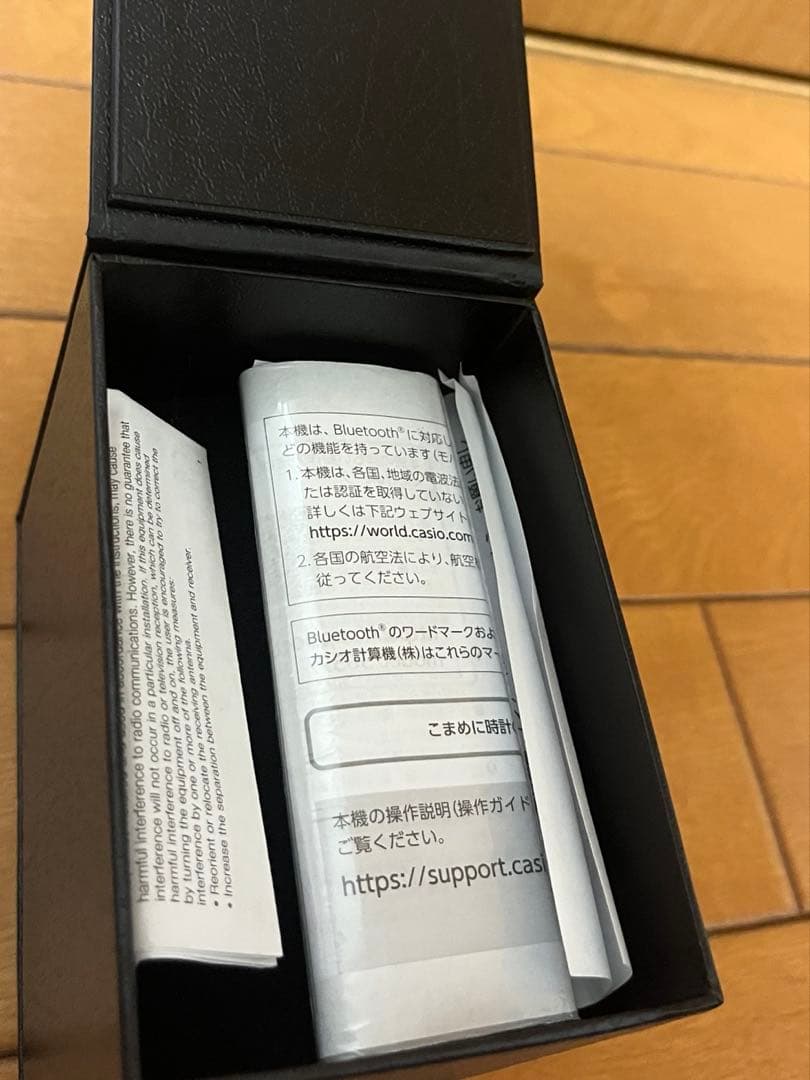 harmful interference to radio communications. However, there is no guarantee that
interference will not occur in a particular installation. If this equipment does cause
harmful interference to radio or television reception, which can be determined
by turning the equipment off and on, the user is encouraged to try to correct the
interference by one or more of the following measures:
• Reorient or relocate the receiving antenna.
• Increase the separation between the equipment and receiver.
本機は、Bluetooth®に対応し
どの機能を持っています(モバ
1. 本機は、各国、地域の電波法
たは認証を取得していない
詳しくは下記ウェブサイト
https://world.casio.com
2. 各国の航空法により、航空
従ってください。
Bluetooth®のワードマークおよ
カシオ計算機(株)はこれらのマー
こまめに時計
本機の操作説明(操作ガイド
ご覧ください。
https://support.casi